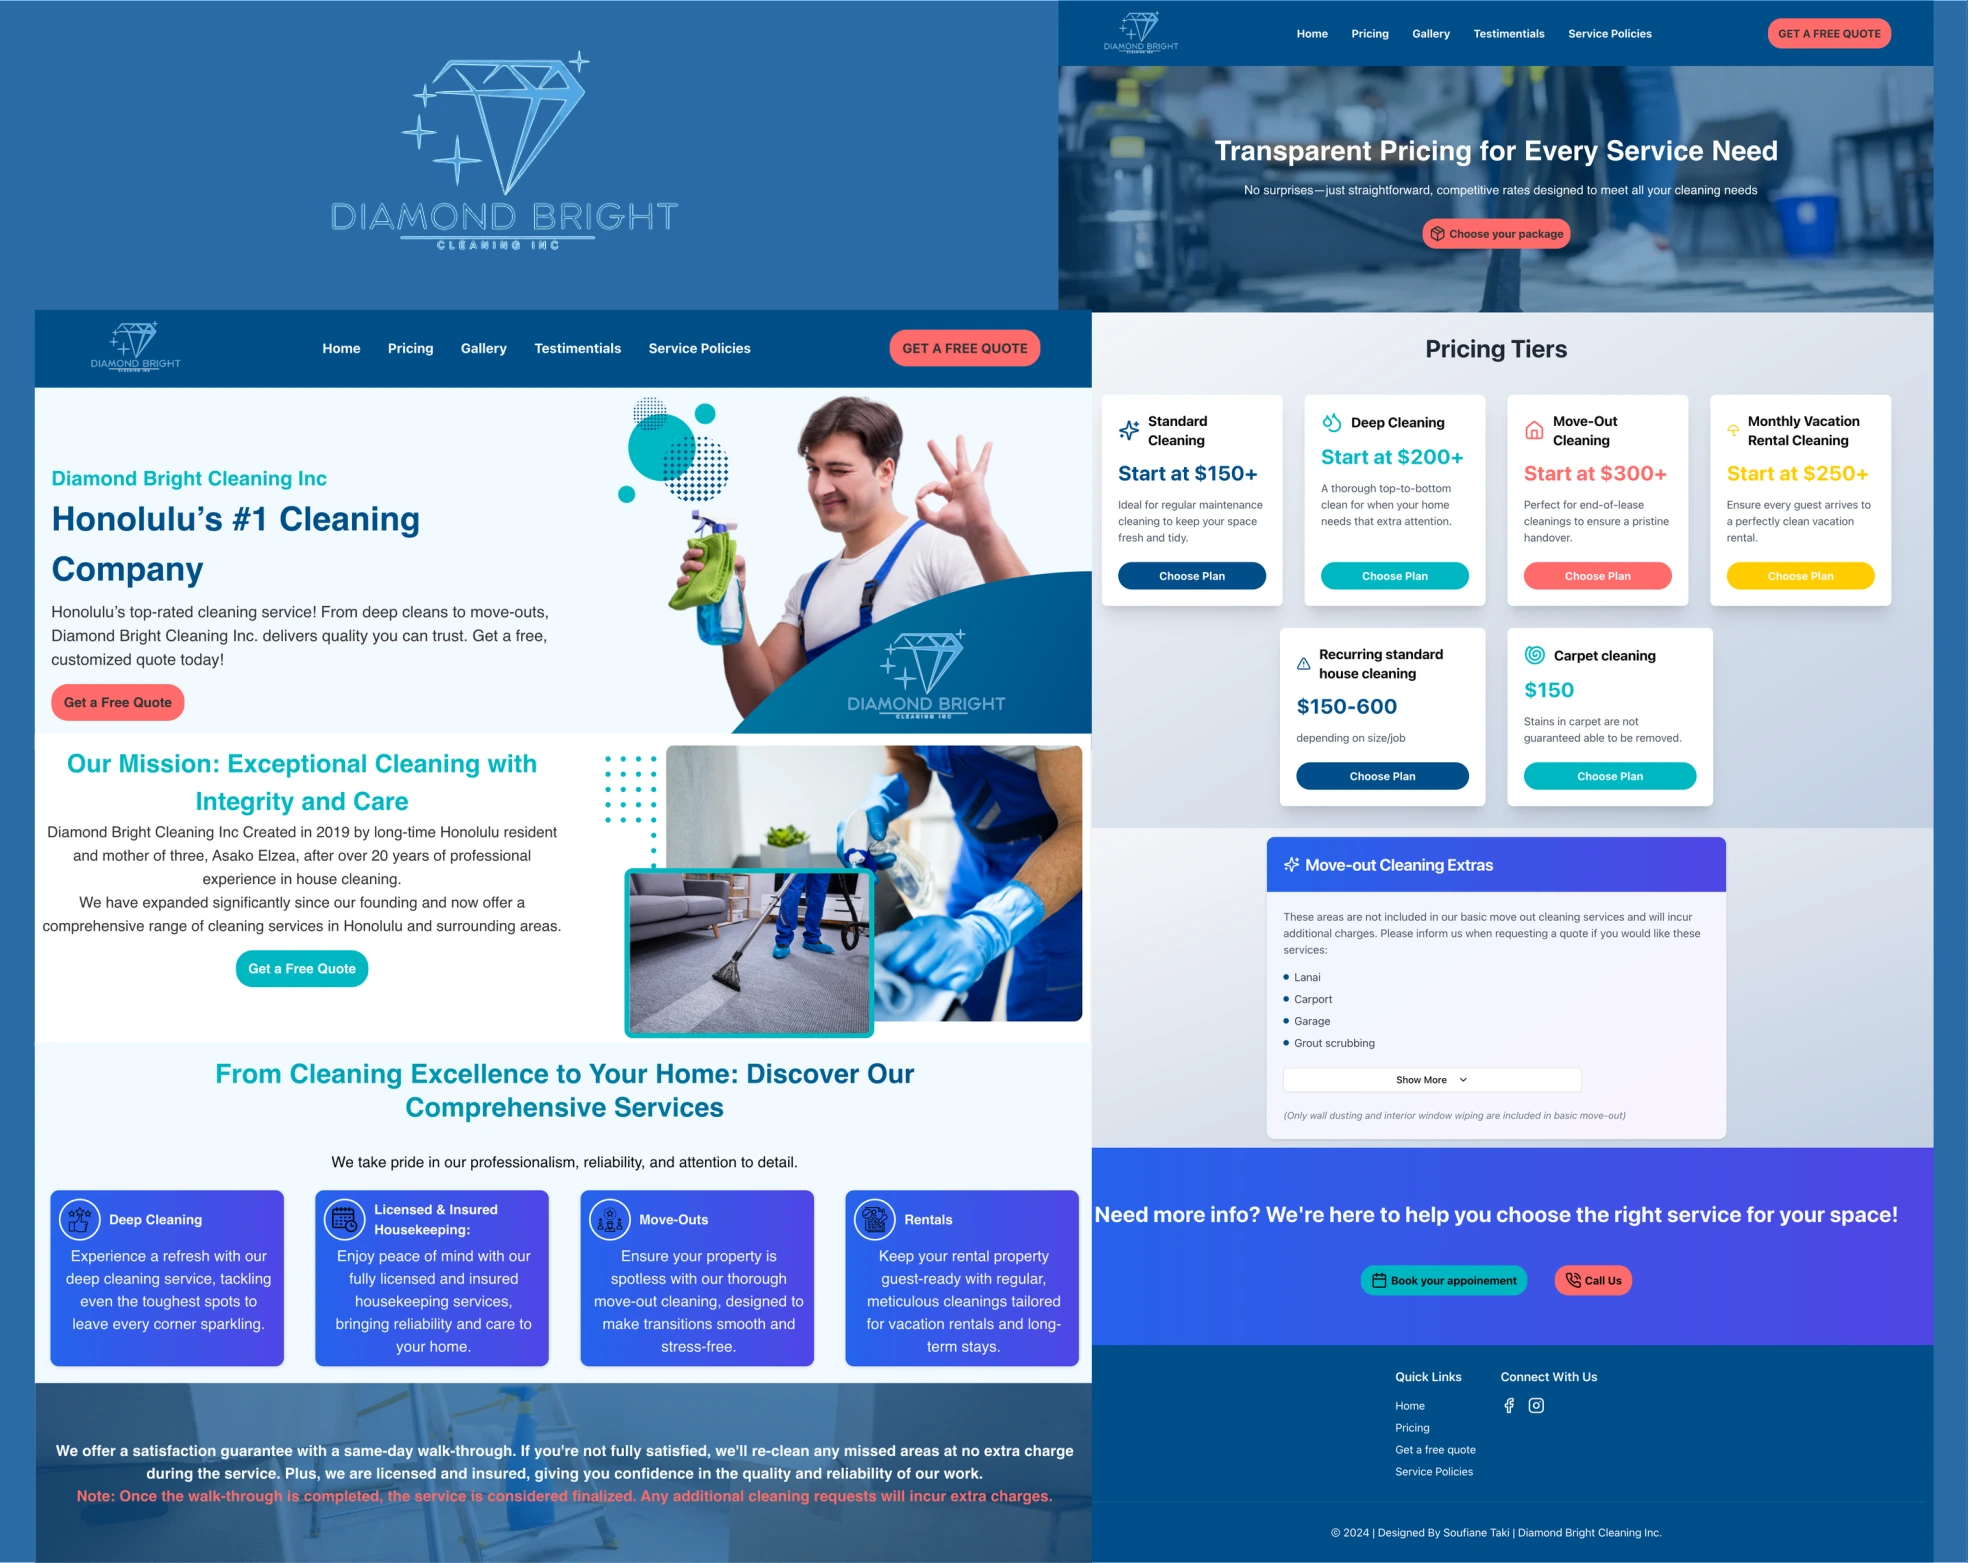 DIAMOND BRIGHT
CLEANING INC
DIAMOND BRIGHT
CLEANING INC
Home
Pricing
Gallery
Testimonials
Service Policies
GET A FREE QUOTE
Diamond Bright Cleaning Inc
Honolulu’s #1 Cleaning
Company
Honolulu’s top-rated cleaning service! From deep cleans to move-outs,
Diamond Bright Cleaning Inc. delivers quality you can trust. Get a free,
customized quote today!
Get a Free Quote
DIAMOND BRIGHT
CLEANING INC
Our Mission: Exceptional Cleaning with
Integrity and Care
Diamond Bright Cleaning Inc Created in 2019 by long-time Honolulu resident
and mother of three, Asako Elzea, after over 20 years of professional
experience in house cleaning.
We have expanded significantly since our founding and now offer a
comprehensive range of cleaning services in Honolulu and surrounding areas.
Get a Free Quote
From Cleaning Excellence to Your Home: Discover Our
Comprehensive Services
We take pride in our professionalism, reliability, and attention to detail.
Deep Cleaning
Experience a refresh with our
deep cleaning service, tackling
even the toughest spots to
leave every corner sparkling.
Licensed & Insured
Housekeeping:
Enjoy peace of mind with our
fully licensed and insured
housekeeping services,
bringing reliability and care to
your home.
Move-Outs
Ensure your property is
spotless with our thorough
move-out cleaning, designed to
make transitions smooth and
stress-free.
Rentals
Keep your rental property
guest-ready with regular,
meticulous cleanings tailored
for vacation rentals and long-
term stays.
We offer a satisfaction guarantee with a same-day walk-through. If you're not fully satisfied, we'll re-clean any missed areas at no extra charge
during the service. Plus, we are licensed and insured, giving you confidence in the quality and reliability of our work.
Note: Once the walk-through is completed, the service is considered finalized. Any additional cleaning requests will incur extra charges.
DIAMOND BRIGHT
CLEANING INC
Home
Pricing
Gallery
Testimonials
Service Policies
GET A FREE QUOTE
Transparent Pricing for Every Service Need
No surprises—just straightforward, competitive rates designed to meet all your cleaning needs
Choose your package
Pricing Tiers
Standard
Cleaning
Start at $150+
Ideal for regular maintenance
cleaning to keep your space
fresh and tidy.
Choose Plan
Deep Cleaning
Start at $200+
A thorough top-to-bottom
clean for when your home
needs that extra attention.
Choose Plan
Move-Out
Cleaning
Start at $300+
Perfect for end-of-lease
cleanings to ensure a pristine
handover.
Choose Plan
Monthly Vacation
Rental Cleaning
Start at $250+
Ensure every guest arrives to
a perfectly clean vacation
rental.
Choose Plan
Recurring standard
house cleaning
$150-600
depending on size/job
Choose Plan
Carpet cleaning
$150
Stains in carpet are not
guaranteed able to be removed.
Choose Plan
Move-out Cleaning Extras
These areas are not included in our basic move out cleaning services and will incur
additional charges. Please inform us when requesting a quote if you would like these
services:
Lanai
Carport
Garage
Grout scrubbing
Show More
(Only wall dusting and interior window wiping are included in basic move-out)
Need more info? We're here to help you choose the right service for your space!
Book your appoinement
Call Us
Quick Links
Home
Pricing
Get a free quote
Service Policies
Connect With Us
© 2024 | Designed By Soufiane Taki | Diamond Bright Cleaning Inc.